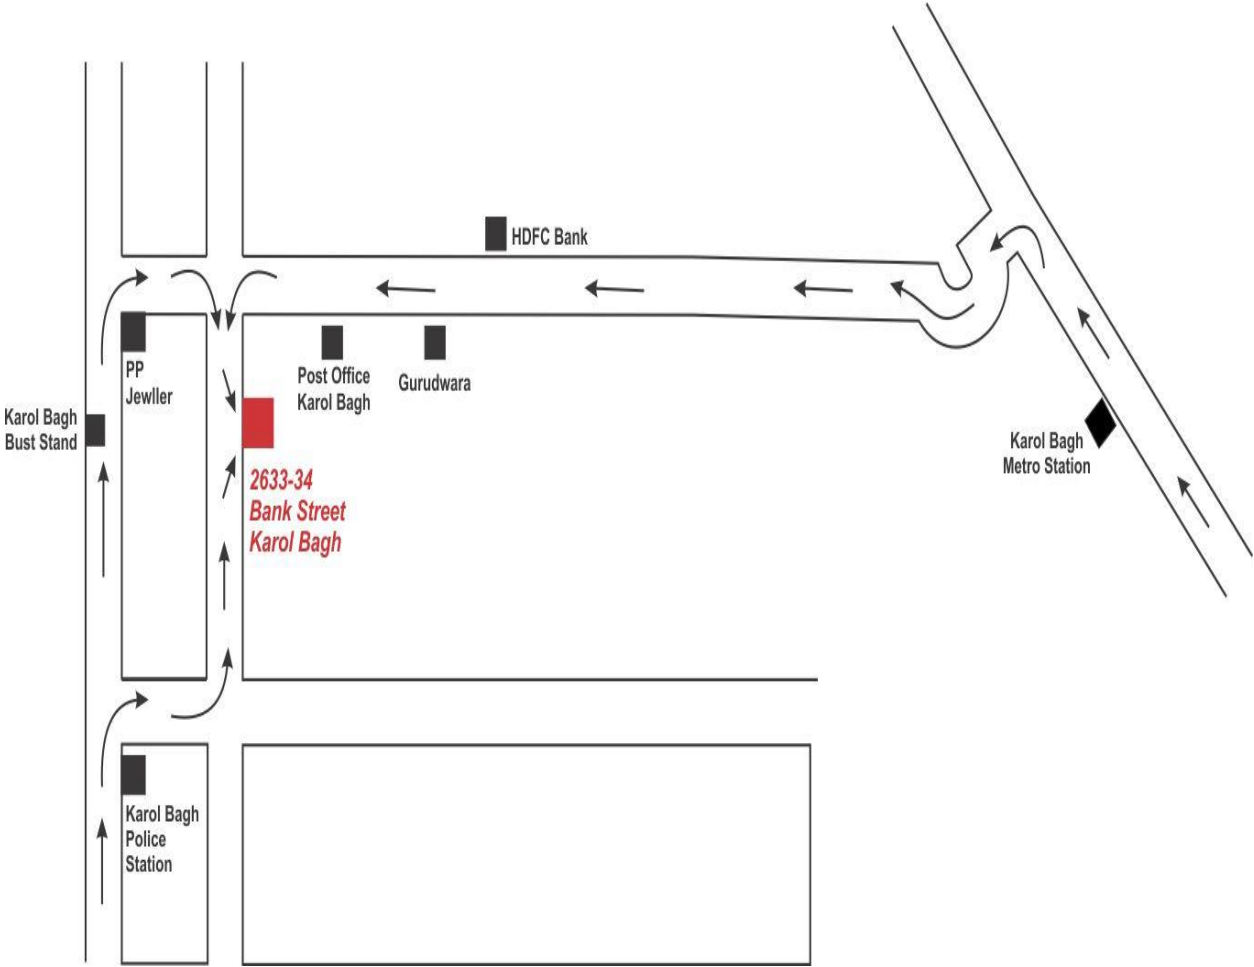 HDFC Bank
PP
Jewller
Post Office
Karol Bagh
Gurudwara
Karol Bagh
Bust Stand
Karol Bagh
Metro Station
2633-34
Bank Street
Karol Bagh
Karol Bagh
Police
Station